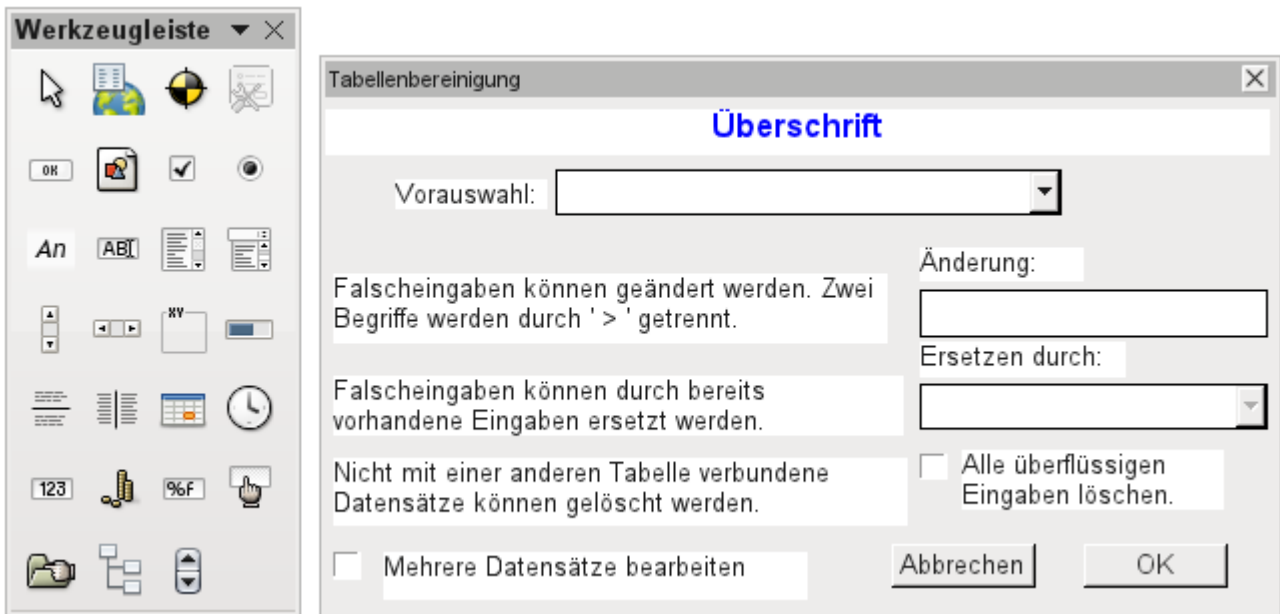 Werkzeugleiste
OK
An
ABI
XY
123
%F
Tabellenbereinigung
Überschrift
Vorauswahl:
Falscheingaben können geändert werden. Zwei
Begriffe werden durch ' > ' getrennt.
Änderung:
Ersetzen durch:
Falscheingaben können durch bereits
vorhandene Eingaben ersetzt werden.
Nicht mit einer anderen Tabelle verbundene
Datensätze können gelöscht werden.
Alle überflüssigen
Eingaben löschen.
Mehrere Datensätze bearbeiten
Abbrechen
OK